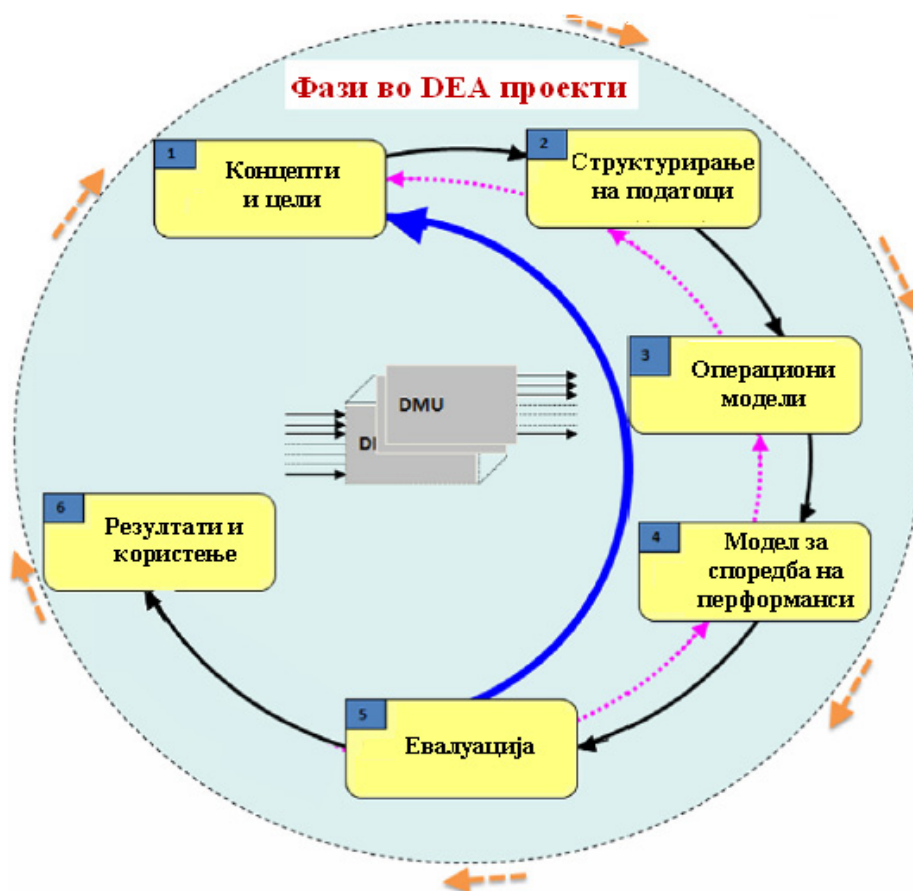 Фази во DEA проекти
1
Концепти
и цели
2
Структурирање
на податоци
3
Операциони
модели
4
Модел за
споредба на
перформанси
5
Евалуација
6
Резултати и
користење
DMU